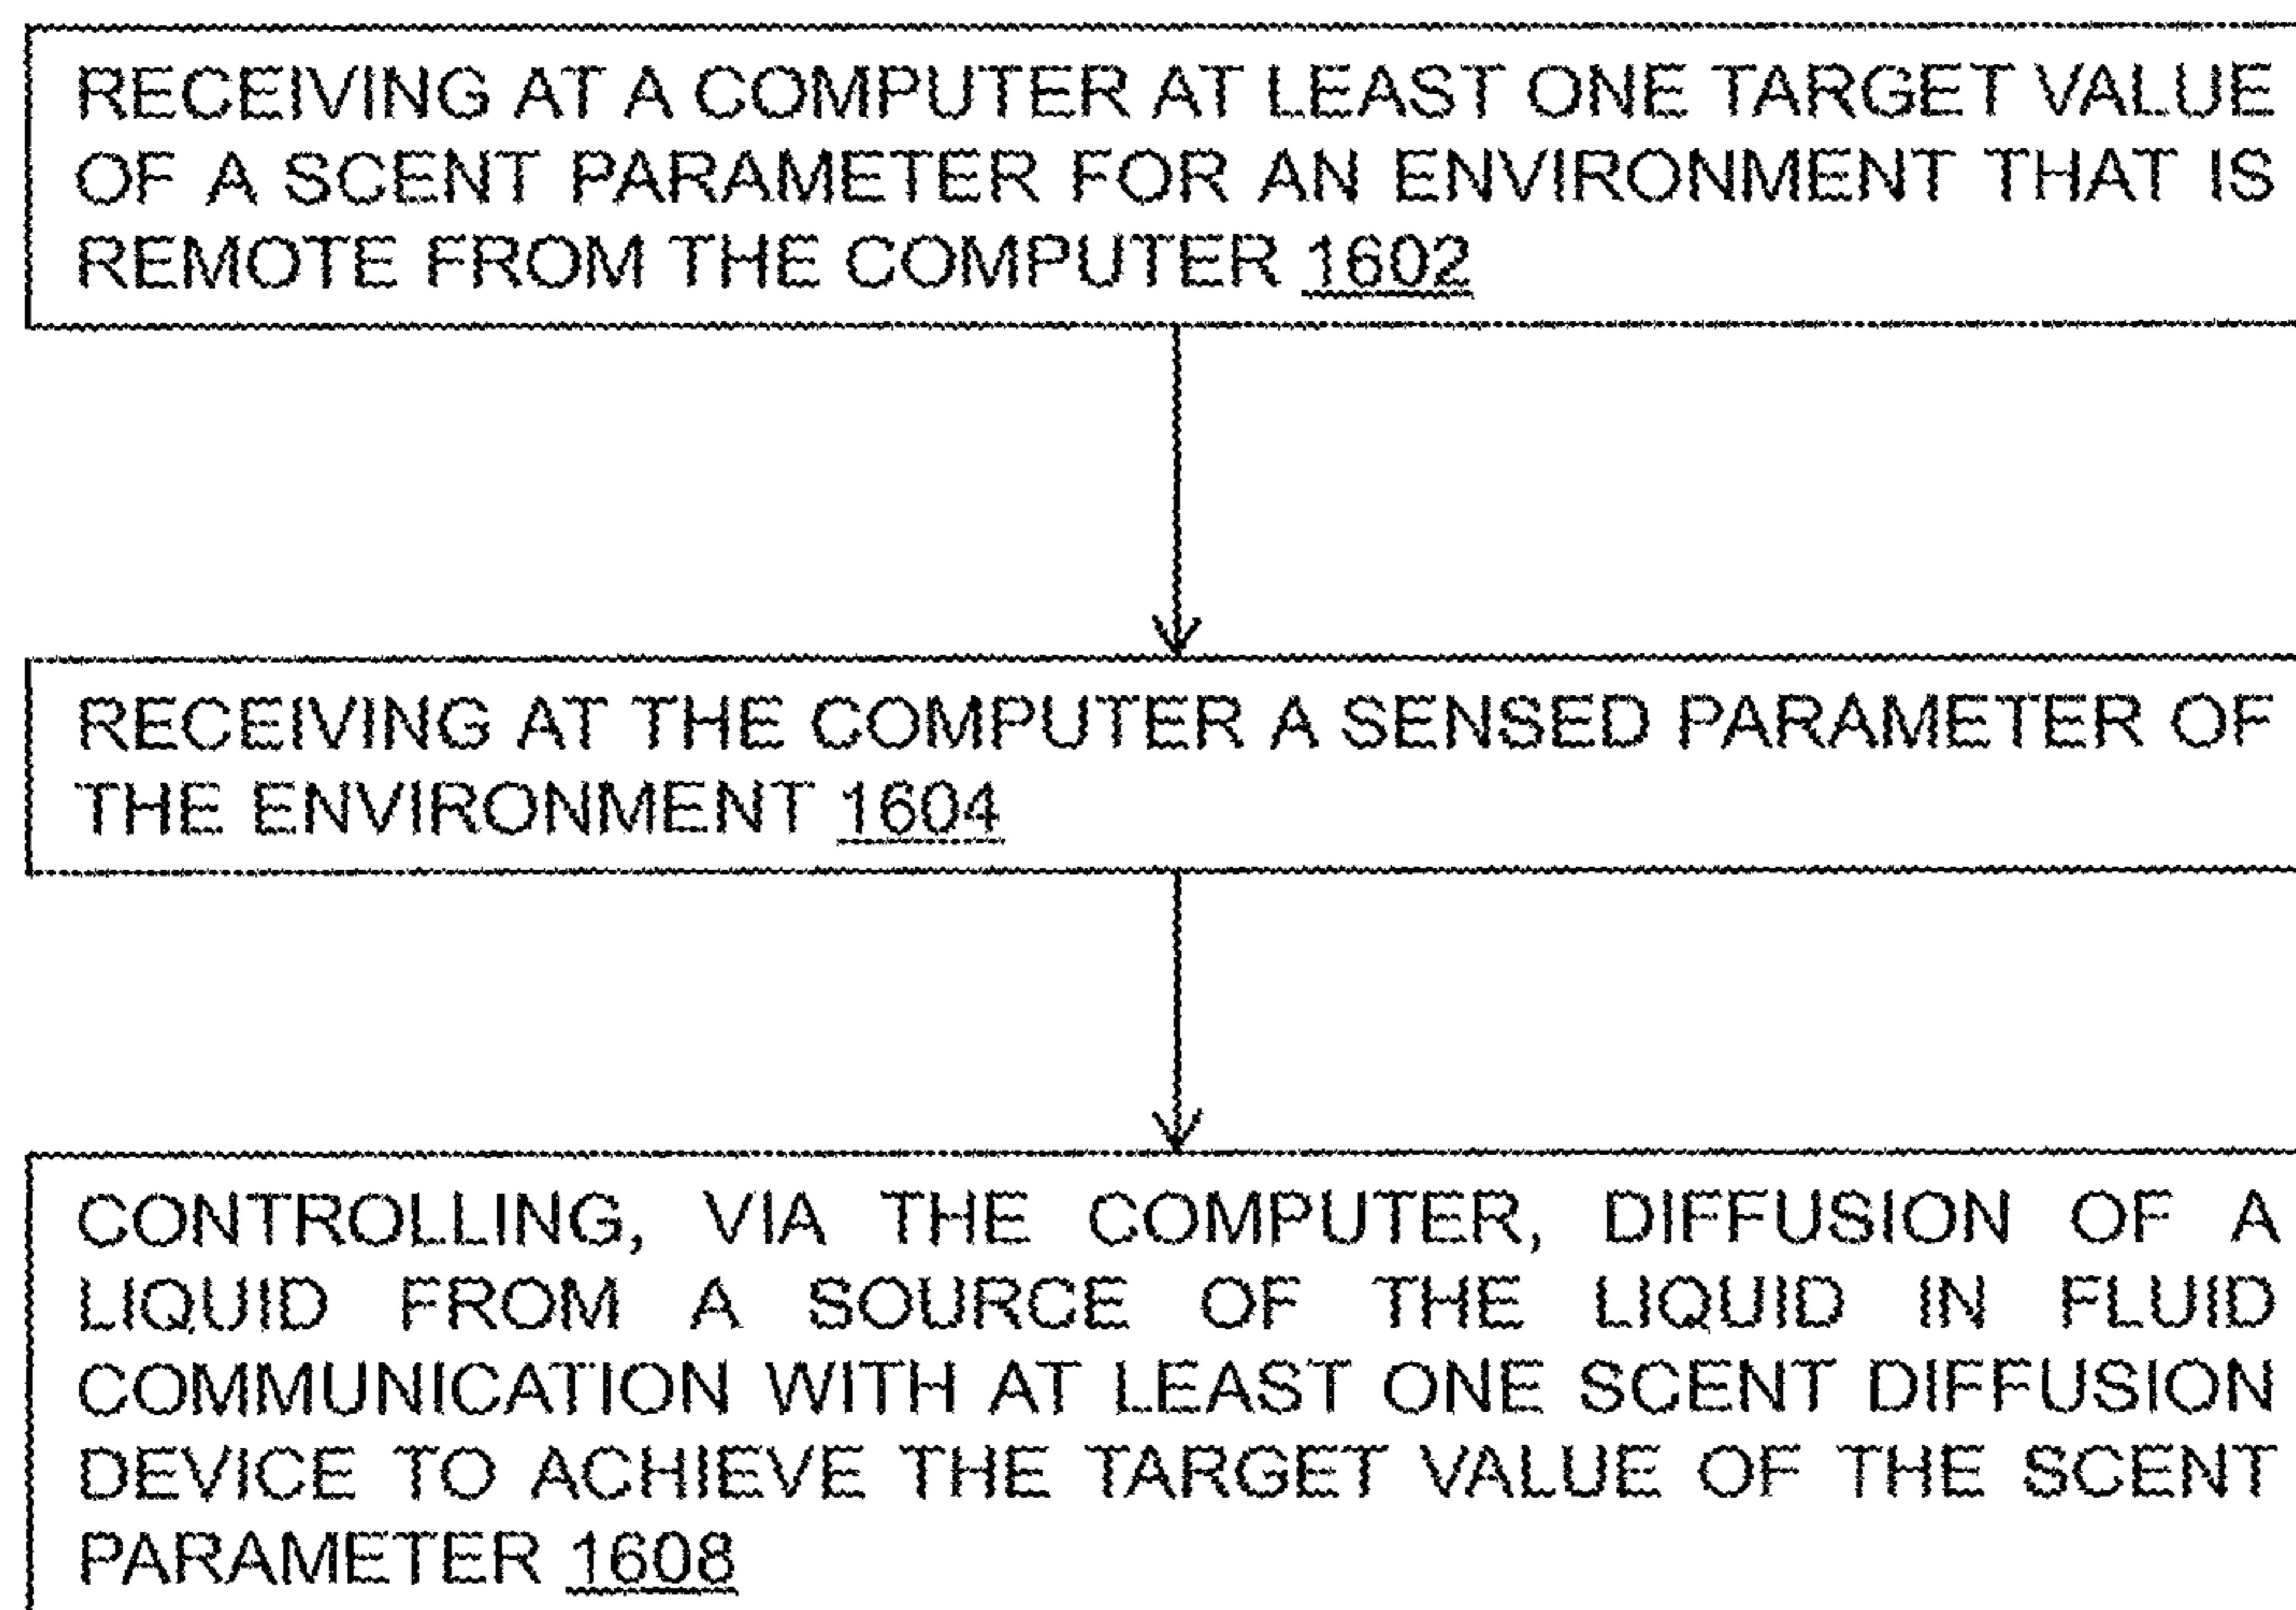 RECEIVING AT A COMPUTER AT LEAST ONE TARGET VALUE
OF A SCENT PARAMETER FOR AN ENVIRONMENT THAT IS
REMOTE FROM THE COMPUTER 1602
RECEIVING AT THE COMPUTER A SENSED PARAMETER OF
THE ENVIRONMENT 1604
CONTROLLING, VIA THE COMPUTER, DIFFUSION OF A
LIQUID FROM A SOURCE OF THE LIQUID IN FLUID
COMMUNICATION WITH AT LEAST ONE SCENT DIFFUSION
DEVICE TO ACHIEVE THE TARGET VALUE OF THE SCENT
PARAMETER 1608